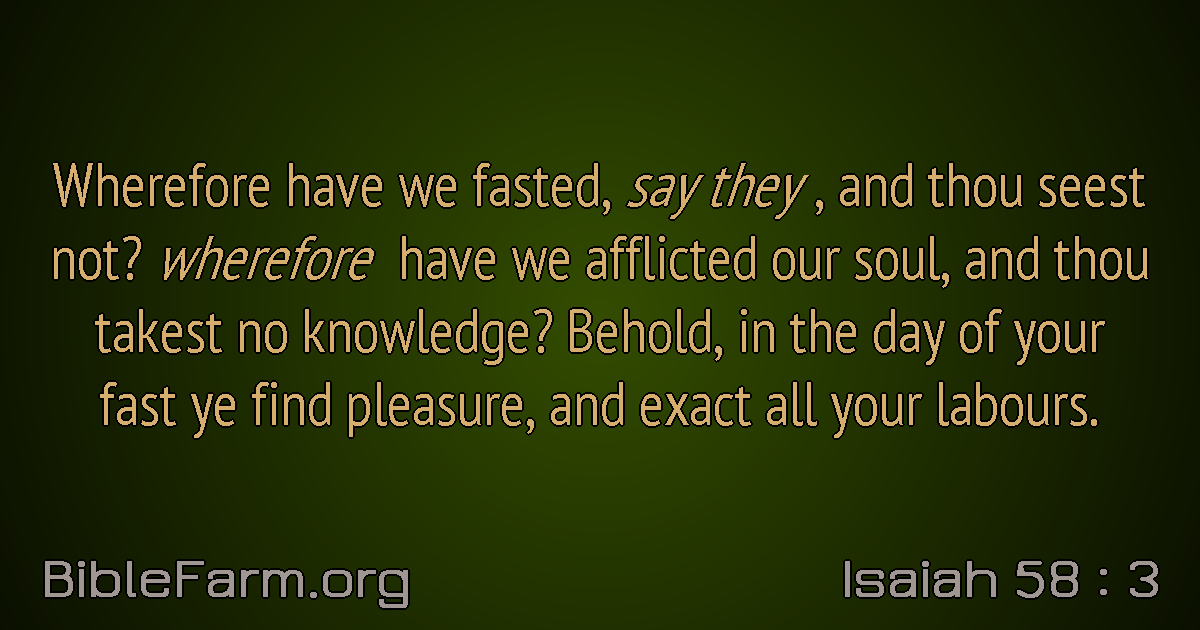 Wherefore have we fasted, say they , and thou seest
not? wherefore have we afflicted our soul, and thou
takest no knowledge? Behold, in the day of your
fast ye find pleasure, and exact all your labours.
BibleFarm.org
Isaiah 58 : 3